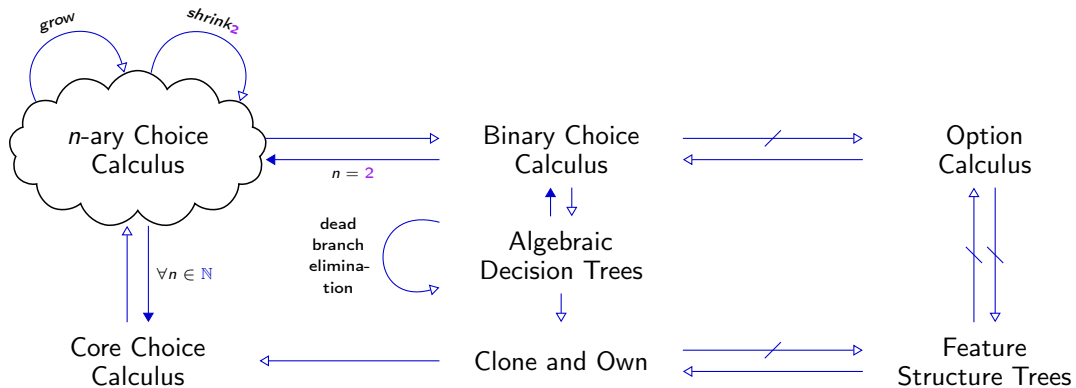 grow
shrink2
n-ary Choice
Calculus
Binary Choice
Calculus
Option
Calculus
n = 2
dead
branch
elimina-
tion
Algebraic
Decision Trees
∀n ∈ ℕ
Core Choice
Calculus
Clone and Own
Feature
Structure Trees